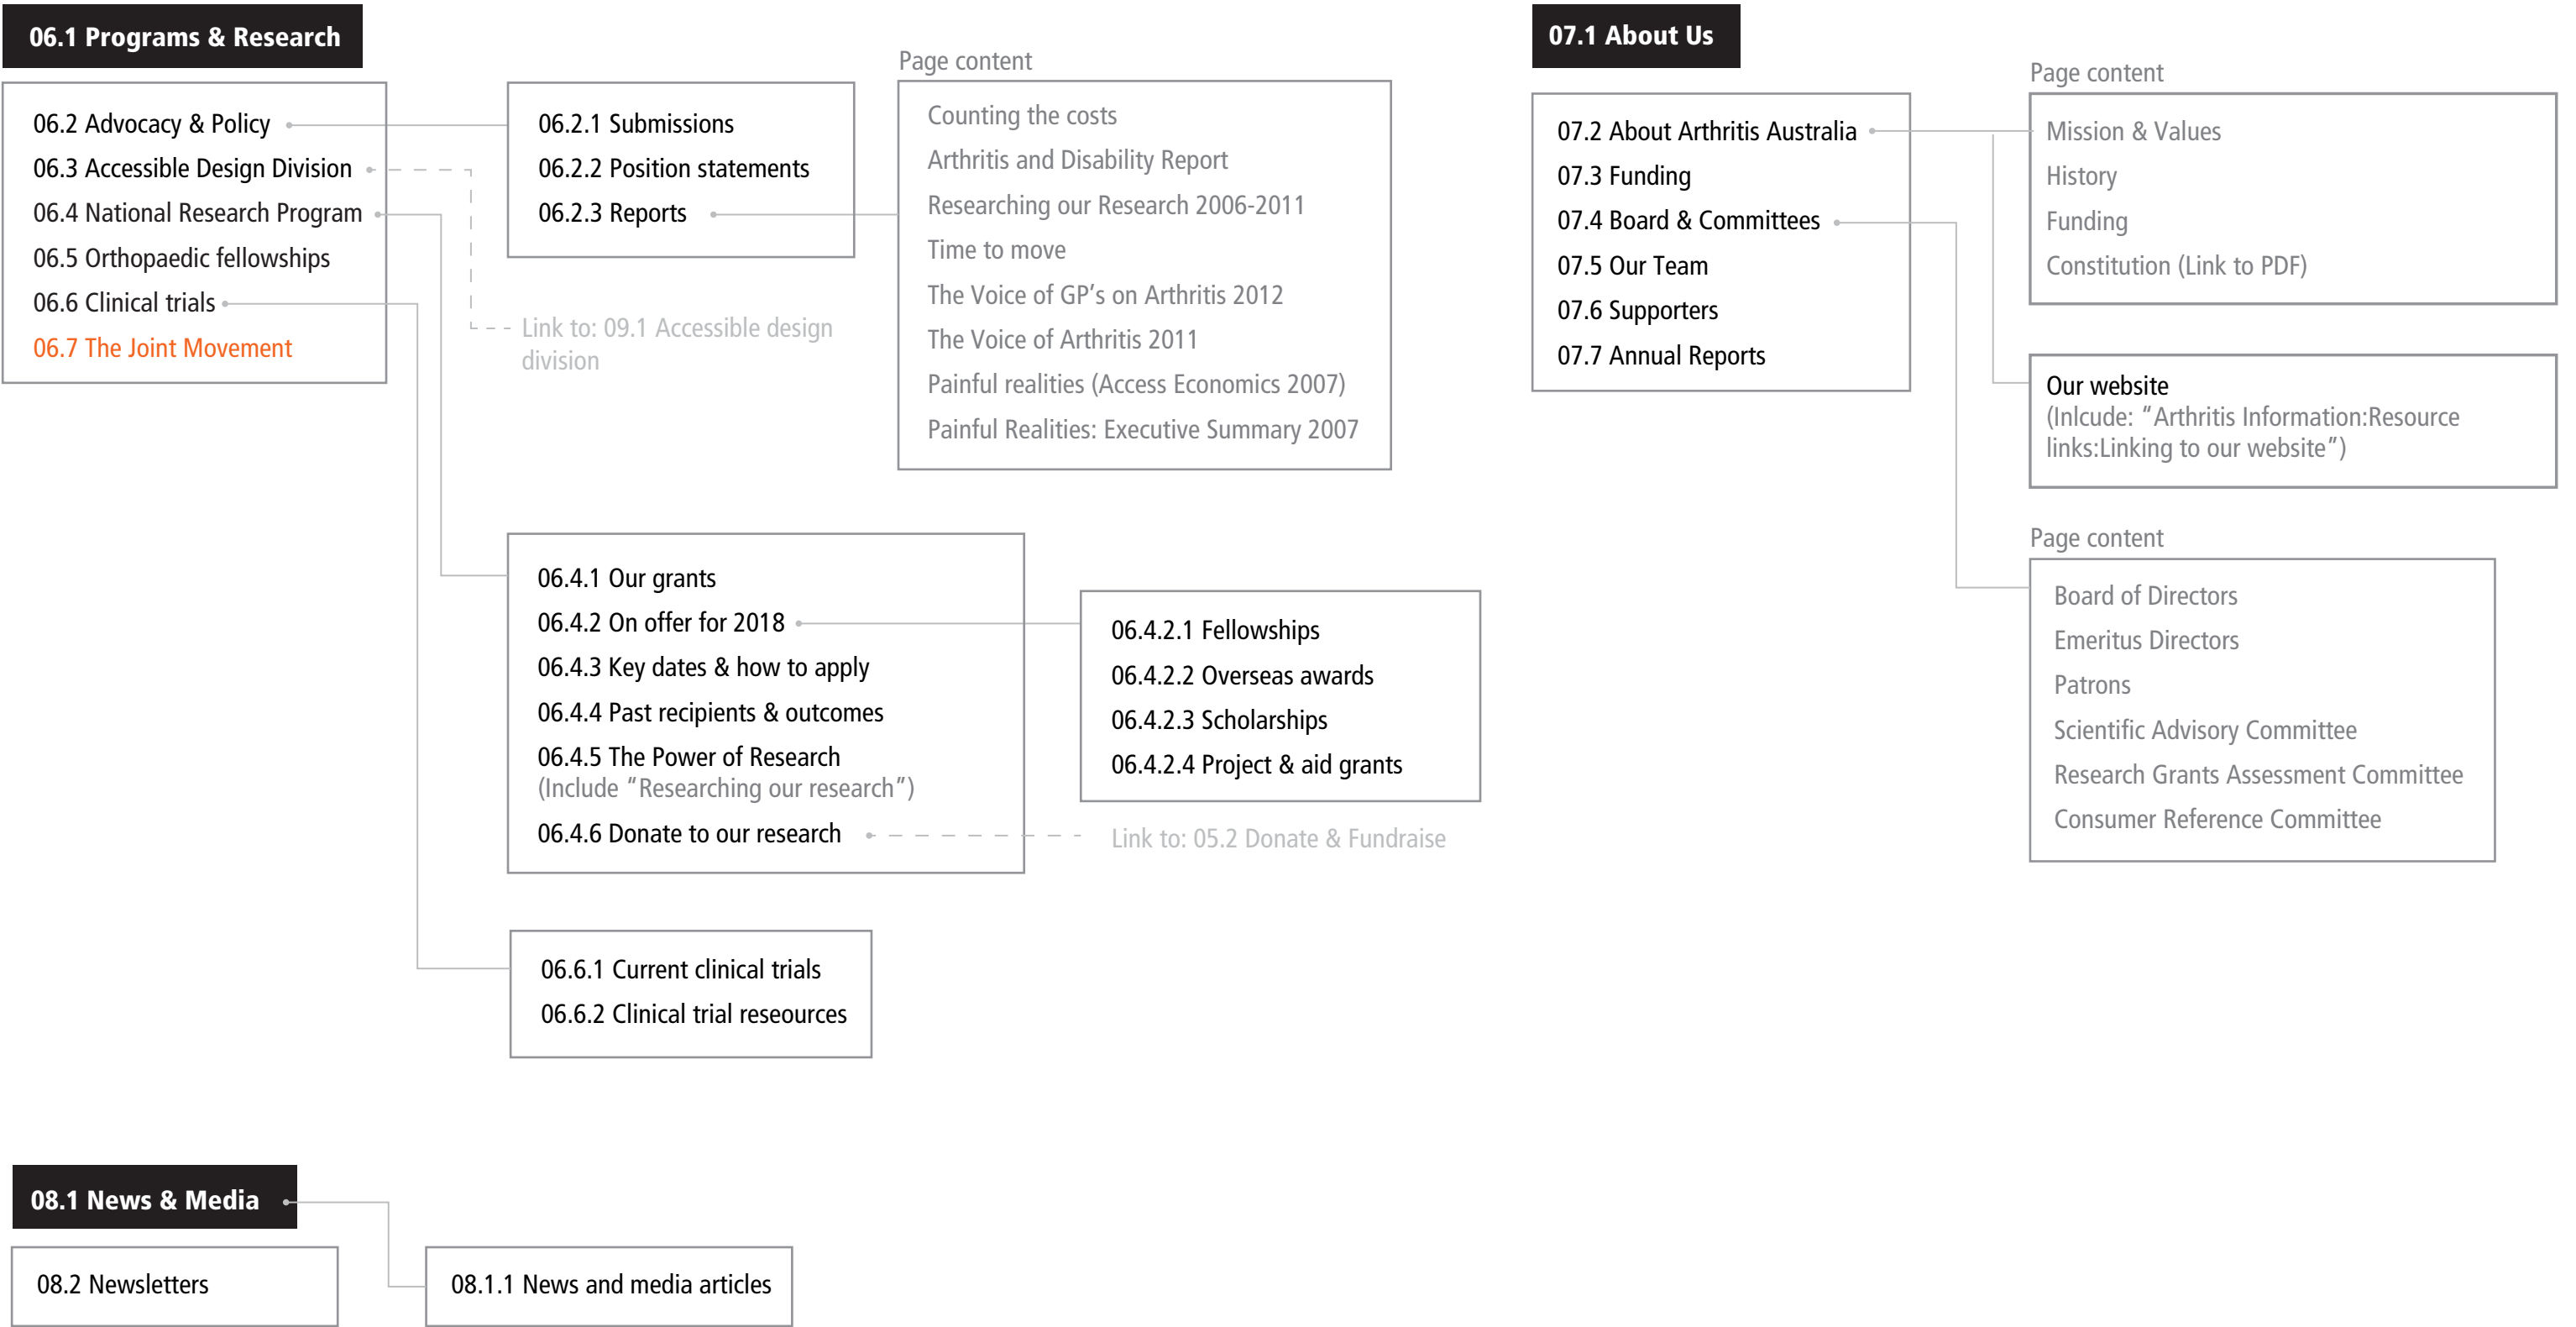 06.1 Programs & Research
06.2 Advocacy & Policy
06.3 Accessible Design Division
06.4 National Research Program
06.5 Orthopaedic fellowships
06.6 Clinical trials
06.7 The Joint Movement
06.2.1 Submissions
06.2.2 Position statements
06.2.3 Reports
Link to: 09.1 Accessible design
division
Page content
Counting the costs
Arthritis and Disability Report
Researching our Research 2006-2011
Time to move
The Voice of GP’s on Arthritis 2012
The Voice of Arthritis 2011
Painful realities (Access Economics 2007)
Painful Realities: Executive Summary 2007
06.4.1 Our grants
06.4.2 On offer for 2018
06.4.3 Key dates & how to apply
06.4.4 Past recipients & outcomes
06.4.5 The Power of Research
(Include “Researching our research”)
06.4.6 Donate to our research
06.4.2.1 Fellowships
06.4.2.2 Overseas awards
06.4.2.3 Scholarships
06.4.2.4 Project & aid grants
Link to: 05.2 Donate & Fundraise
06.6.1 Current clinical trials
06.6.2 Clinical trial reseources
07.1 About Us
07.2 About Arthritis Australia
07.3 Funding
07.4 Board & Committees
07.5 Our Team
07.6 Supporters
07.7 Annual Reports
Page content
Mission & Values
History
Funding
Constitution (Link to PDF)
Our website
(Inlcude: “Arthritis Information:Resource
links:Linking to our website”)
Page content
Board of Directors
Emeritus Directors
Patrons
Scientific Advisory Committee
Research Grants Assessment Committee
Consumer Reference Committee
08.1 News & Media
08.2 Newsletters
08.1.1 News and media articles